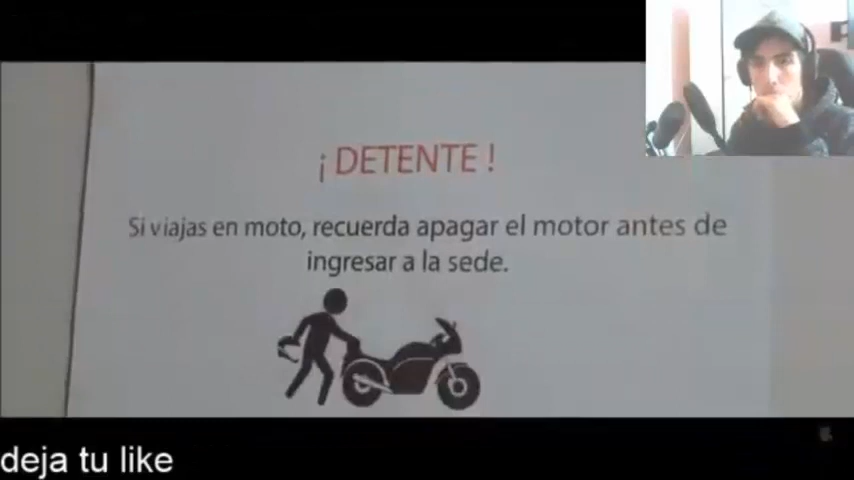 ¡DETENTE!
Si viajas en moto, recuerda apagar el motor antes de
ingresar a la sede.
deja tu like